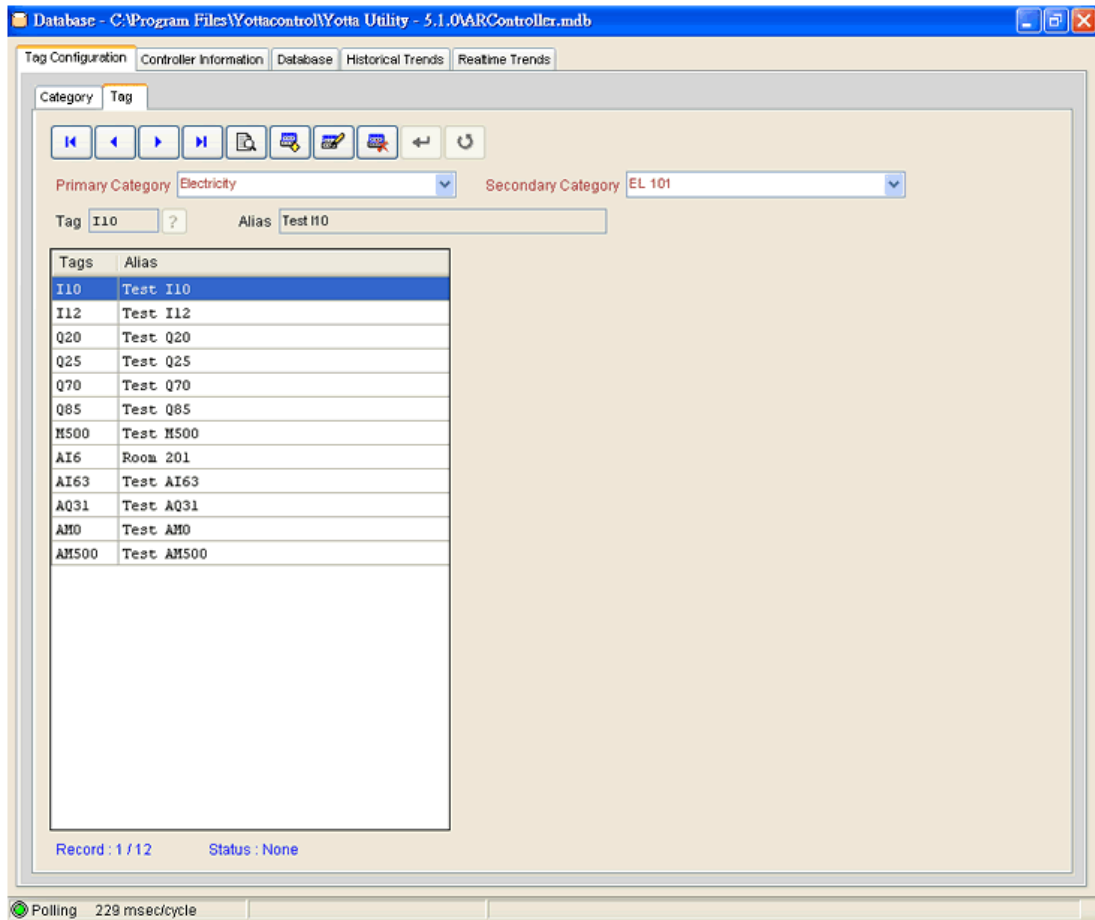 Database - C:\Program Files\Yottacontrol\Yotta Utility - 5.1.0\ARController.mdb
Tag Configuration Controller Information Database Historical Trends Realtime Trends
Category Tag
Primary Category Electricity Secondary Category EL 101
Tag I10 ? Alias Test I10
Tags Alias
I10 Test I10
I12 Test I12
Q20 Test Q20
Q25 Test Q25
Q70 Test Q70
Q85 Test Q85
M500 Test M500
AI6 Room 201
AI63 Test AI63
AQ31 Test AQ31
AM0 Test AM0
AM500 Test AM500
Record : 1 / 12 Status : None
Polling 229 msec/cycle